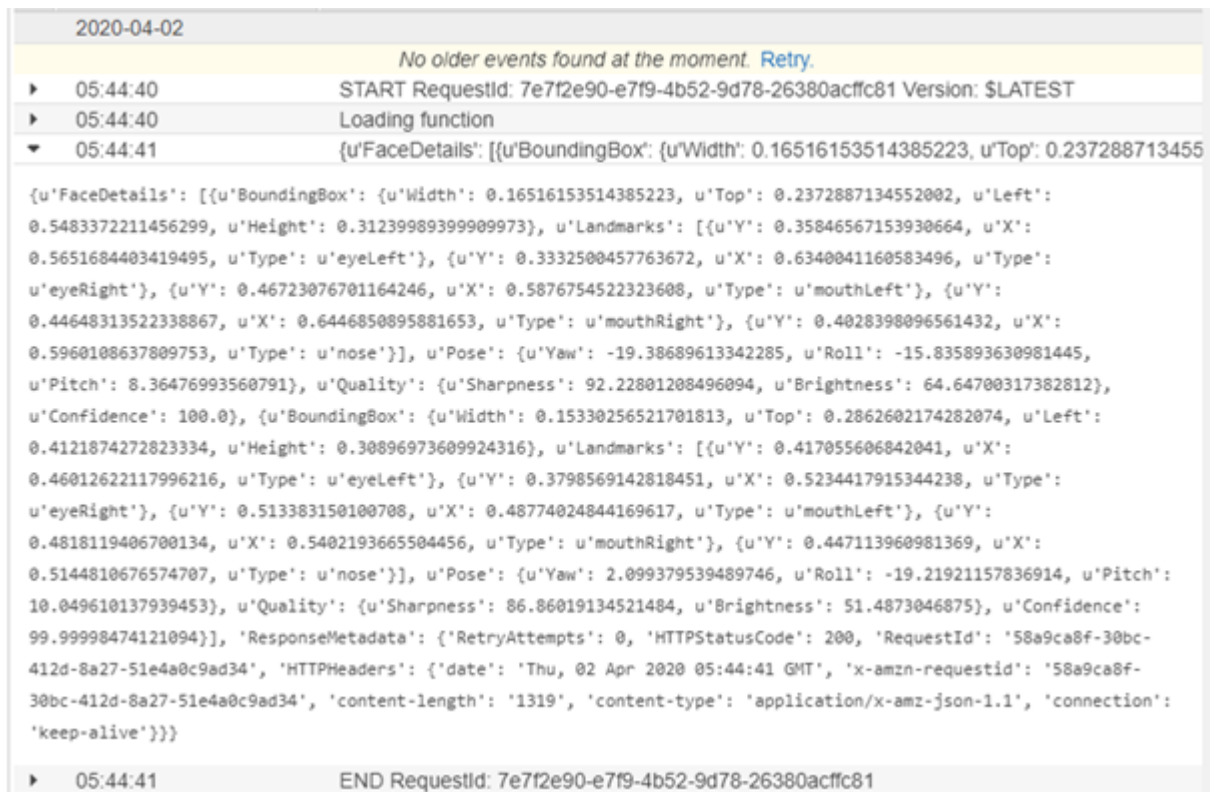 2020-04-02
No older events found at the moment. Retry.
05:44:40 START RequestId: 7e7f2e90-e7f9-4b52-9d78-26380acffc81 Version: $LATEST
05:44:40 Loading function
05:44:41 {u'FaceDetails': [{u'BoundingBox': {u'Width': 0.16516153514385223, u'Top': 0.237288713455
{u'FaceDetails': [{u'BoundingBox': {u'Width': 0.16516153514385223, u'Top': 0.2372887134552002, u'Left':
0.5483372211456299, u'Height': 0.31239989399909973}, u'Landmarks': [{u'Y': 0.35846567153930664, u'X':
0.5651684403419495, u'Type': u'eyeLeft'}, {u'Y': 0.3332500457763672, u'X': 0.6340041160583496, u'Type':
u'eyeRight'}, {u'Y': 0.46723076701164246, u'X': 0.5876754522323608, u'Type': u'mouthLeft'}, {u'Y':
0.44648313522338867, u'X': 0.6446850895881653, u'Type': u'mouthRight'}, {u'Y': 0.4028398096561432, u'X':
0.5960108637809753, u'Type': u'nose'}], u'Pose': {u'Yaw': -19.38689613342285, u'Roll': -15.835893630981445,
u'Pitch': 8.36476993560791}, u'Quality': {u'Sharpness': 92.22801208496094, u'Brightness': 64.64700317382812},
u'Confidence': 100.0}, {u'BoundingBox': {u'Width': 0.15330256521701813, u'Top': 0.2862602174282074, u'Left':
0.4121874272823334, u'Height': 0.30896973609924316}, u'Landmarks': [{u'Y': 0.417055606842041, u'X':
0.46012622117996216, u'Type': u'eyeLeft'}, {u'Y': 0.3798569142818451, u'X': 0.5234417915344238, u'Type':
u'eyeRight'}, {u'Y': 0.513383150100708, u'X': 0.48774024844169617, u'Type': u'mouthLeft'}, {u'Y':
0.4818119406700134, u'X': 0.5402193665504456, u'Type': u'mouthRight'}, {u'Y': 0.447113960981369, u'X':
0.5144810676574707, u'Type': u'nose'}], u'Pose': {u'Yaw': 2.099379539489746, u'Roll': -19.21921157836914, u'Pitch':
10.049610137939453}, u'Quality': {u'Sharpness': 86.86019134521484, u'Brightness': 51.4873046875}, u'Confidence':
99.99998474121094}], 'ResponseMetadata': {'RetryAttempts': 0, 'HTTPStatusCode': 200, 'RequestId': '58a9ca8f-30bc-
412d-8a27-51e4a0c9ad34', 'HTTPHeaders': {'date': 'Thu, 02 Apr 2020 05:44:41 GMT', 'x-amzn-requestid': '58a9ca8f-
30bc-412d-8a27-51e4a0c9ad34', 'content-length': '1319', 'content-type': 'application/x-amz-json-1.1', 'connection':
'keep-alive'}}}
05:44:41 END RequestId: 7e7f2e90-e7f9-4b52-9d78-26380acffc81